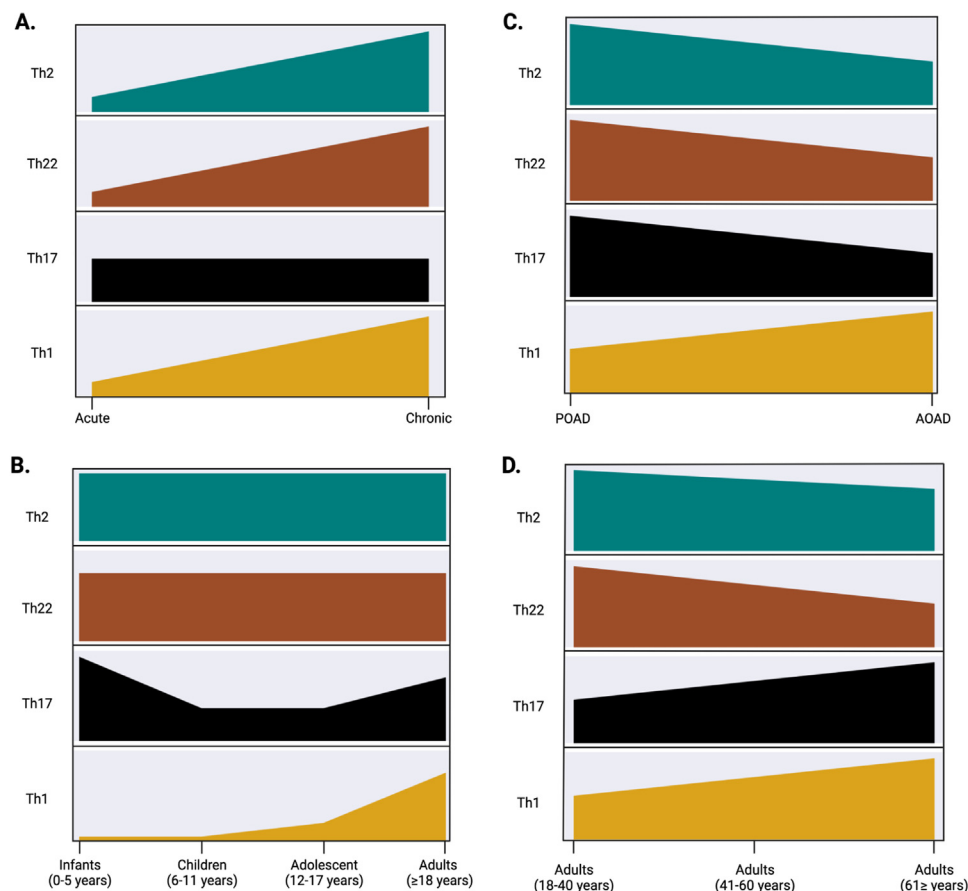 A.
Th2
Th22
Th17
Th1
Acute Chronic
B.
Th2
Th22
Th17
Th1
Infants Children Adolescent Adults
(0-5 years) (6-11 years) (12-17 years) (≥18 years)
C.
Th2
Th22
Th17
Th1
POAD AOAD
D.
Th2
Th22
Th17
Th1
Adults Adults Adults
(18-40 years) (41-60 years) (61≥ years)